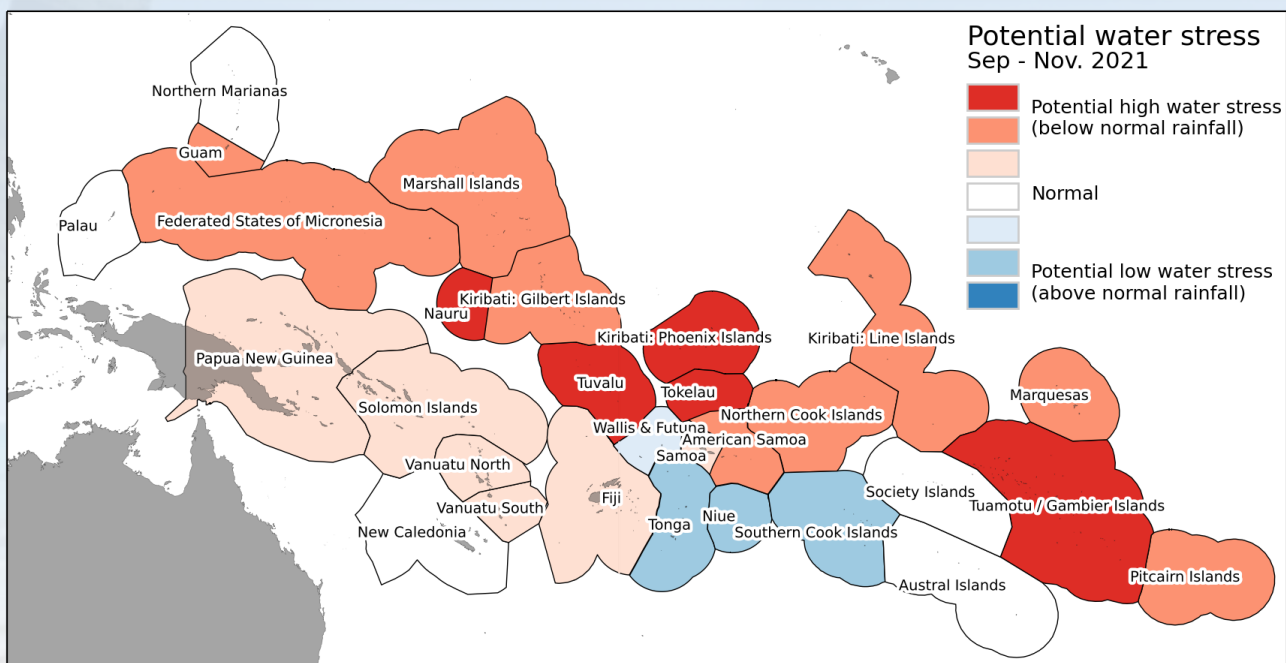 Potential water stress
Sep - Nov. 2021
Potential high water stress
(below normal rainfall)
Normal
Potential low water stress
(above normal rainfall)
Northern Marianas
Guam
Marshall Islands
Palau
Federated States of Micronesia
Nauru
Kiribati: Gilbert Islands
Kiribati: Phoenix Islands
Kiribati: Line Islands
Papua New Guinea
Tuvalu
Tokelau
Marquesas
Solomon Islands
Northern Cook Islands
Wallis & Futuna
American Samoa
Samoa
Vanuatu North
Society Islands
Fiji
Vanuatu South
Tuamotu / Gambier Islands
Niue
Tonga
New Caledonia
Southern Cook Islands
Pitcairn Islands
Austral Islands